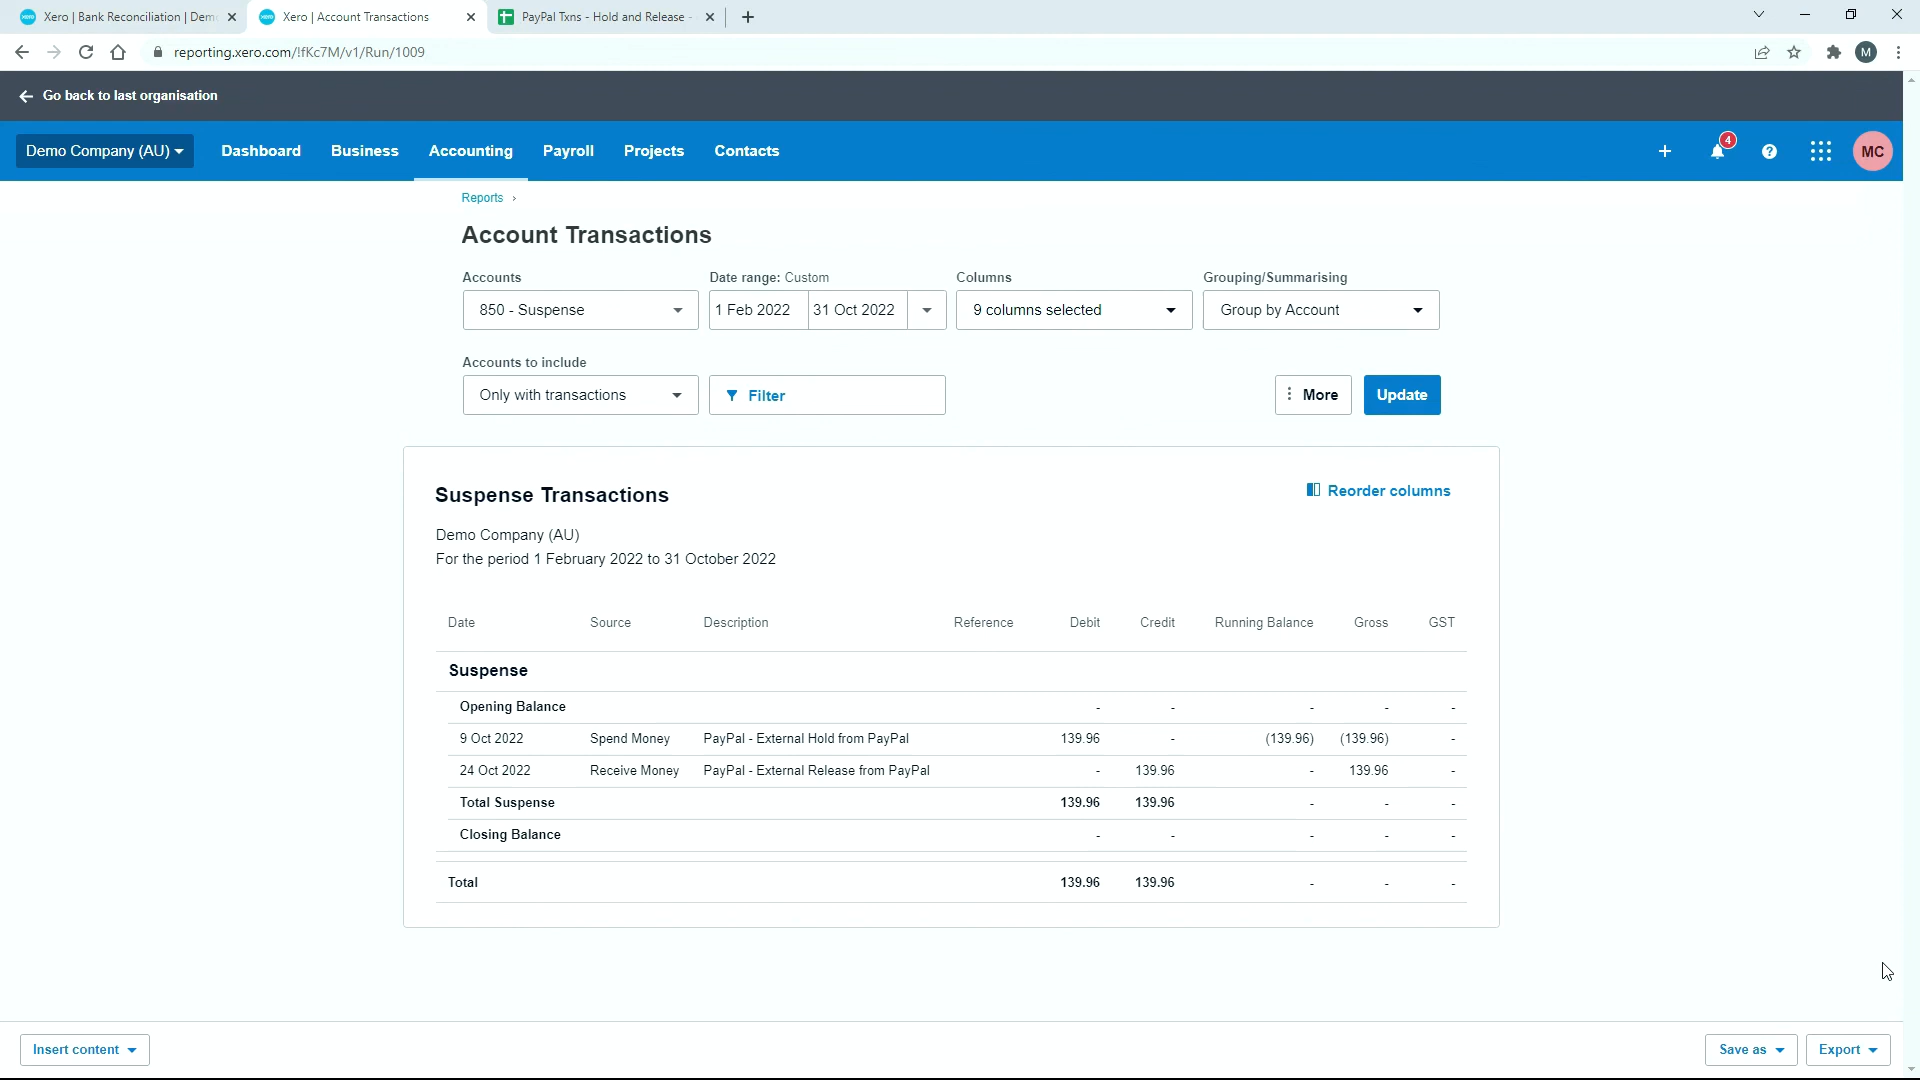 Xero | Bank Reconciliation | Dem
Xero | Account Transactions
PayPal Txns - Hold and Release -
reporting.xero.com/!fKc7M/v1/Run/1009
M
Go back to last organisation
Demo Company (AU)
Dashboard
Business
Accounting
Payroll
Projects
Contacts
4
MC
Reports
Account Transactions
Accounts
Date range: Custom
Columns
Grouping/Summarising
850 - Suspense
1 Feb 2022
31 Oct 2022
9 columns selected
Group by Account
Accounts to include
Only with transactions
Filter
More
Update
Suspense Transactions
Reorder columns
Demo Company (AU)
For the period 1 February 2022 to 31 October 2022
Date Source Description Reference Debit Credit Running Balance Gross GST
Suspense
Opening Balance - - - - -
9 Oct 2022 Spend Money PayPal - External Hold from PayPal 139.96 - (139.96) (139.96) -
24 Oct 2022 Receive Money PayPal - External Release from PayPal - 139.96 - 139.96 -
Total Suspense 139.96 139.96 - - -
Closing Balance - - - - -
Total 139.96 139.96 - - -
Insert content
Save as
Export